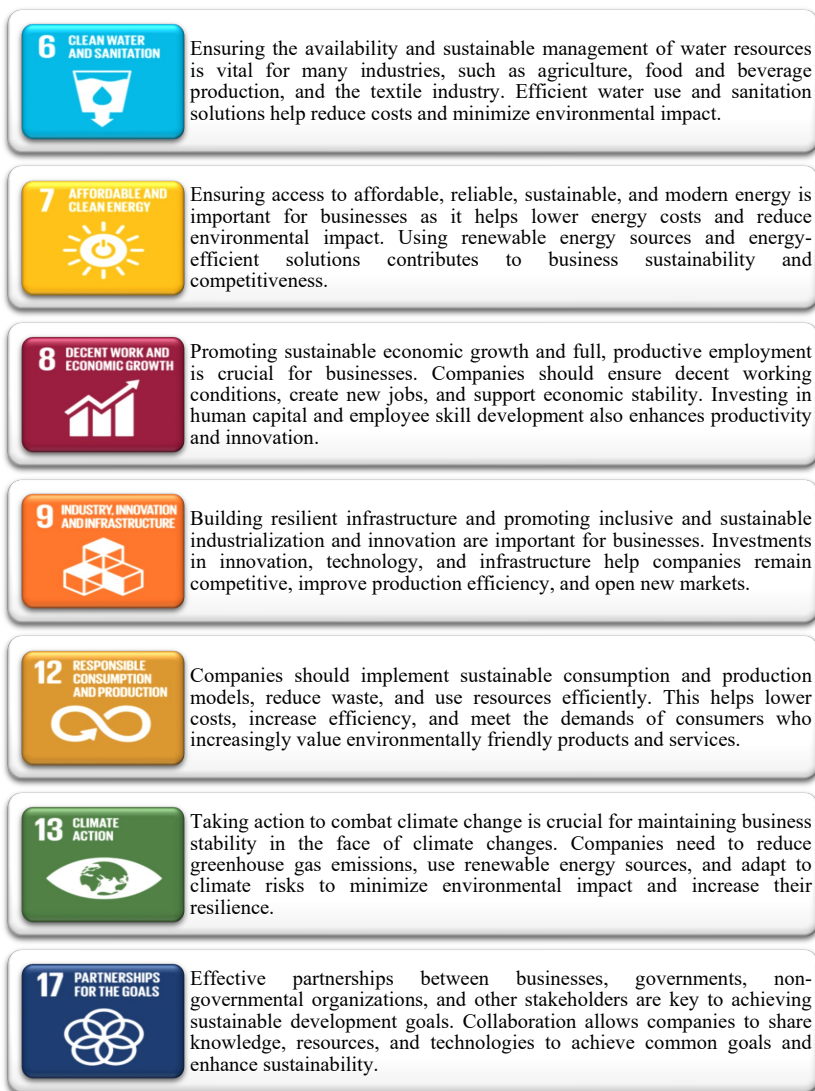 6 CLEAN WATER
AND SANITATION
Ensuring the availability and sustainable management of water resources
is vital for many industries, such as agriculture, food and beverage
production, and the textile industry. Efficient water use and sanitation
solutions help reduce costs and minimize environmental impact.
7 AFFORDABLE AND
CLEAN ENERGY
Ensuring access to affordable, reliable, sustainable, and modern energy is
important for businesses as it helps lower energy costs and reduce
environmental impact. Using renewable energy sources and energy-
efficient solutions contributes to business sustainability and
competitiveness.
8 DECENT WORK AND
ECONOMIC GROWTH
Promoting sustainable economic growth and full, productive employment
is crucial for businesses. Companies should ensure decent working
conditions, create new jobs, and support economic stability. Investing in
human capital and employee skill development also enhances productivity
and innovation.
9 INDUSTRY, INNOVATION
AND INFRASTRUCTURE
Building resilient infrastructure and promoting inclusive and sustainable
industrialization and innovation are important for businesses. Investments
in innovation, technology, and infrastructure help companies remain
competitive, improve production efficiency, and open new markets.
12 RESPONSIBLE
CONSUMPTION
AND PRODUCTION
Companies should implement sustainable consumption and production
models, reduce waste, and use resources efficiently. This helps lower
costs, increase efficiency, and meet the demands of consumers who
increasingly value environmentally friendly products and services.
13 CLIMATE
ACTION
Taking action to combat climate change is crucial for maintaining business
stability in the face of climate changes. Companies need to reduce
greenhouse gas emissions, use renewable energy sources, and adapt to
climate risks to minimize environmental impact and increase their
resilience.
17 PARTNERSHIPS
FOR THE GOALS
Effective partnerships between businesses, governments, non-
governmental organizations, and other stakeholders are key to achieving
sustainable development goals. Collaboration allows companies to share
knowledge, resources, and technologies to achieve common goals and
enhance sustainability.